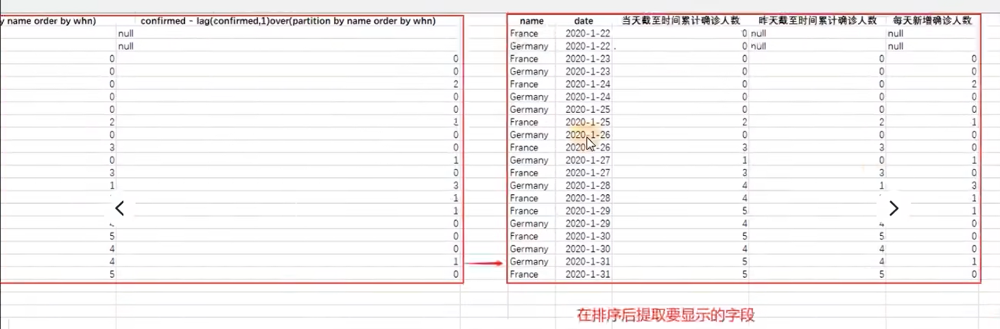 y name order by whn) confirmed - lag(confirmed,1)over(partition by name order by whn)
null
null
0 0
0 0
0 2
0 0
0 0
2 1
0 0
3 0
0 1
3 0
1 3
1
1
0
5 0
4 0
4 1
5 0
name date 当天截至时间累计确诊人数 昨天截至时间累计确诊人数 每天新增确诊人数
France 2020-1-22 0 null null
Germany 2020-1-22 0 null null
France 2020-1-23 0 0 0
Germany 2020-1-23 0 0 0
France 2020-1-24 0 0 2
Germany 2020-1-24 0 0 0
Germany 2020-1-25 0 0 0
France 2020-1-25 2 2 1
Germany 2020-1-26 0 0 0
France 2020-1-26 3 3 0
Germany 2020-1-27 1 0 1
France 2020-1-27 3 3 0
Germany 2020-1-28 4 1 3
France 2020-1-28 4 1
France 2020-1-29 5 1
Germany 2020-1-29 4 0
France 2020-1-30 5 5 0
Germany 2020-1-30 4 4 0
Germany 2020-1-31 5 4 1
France 2020-1-31 5 5 0
在排序后提取要显示的字段